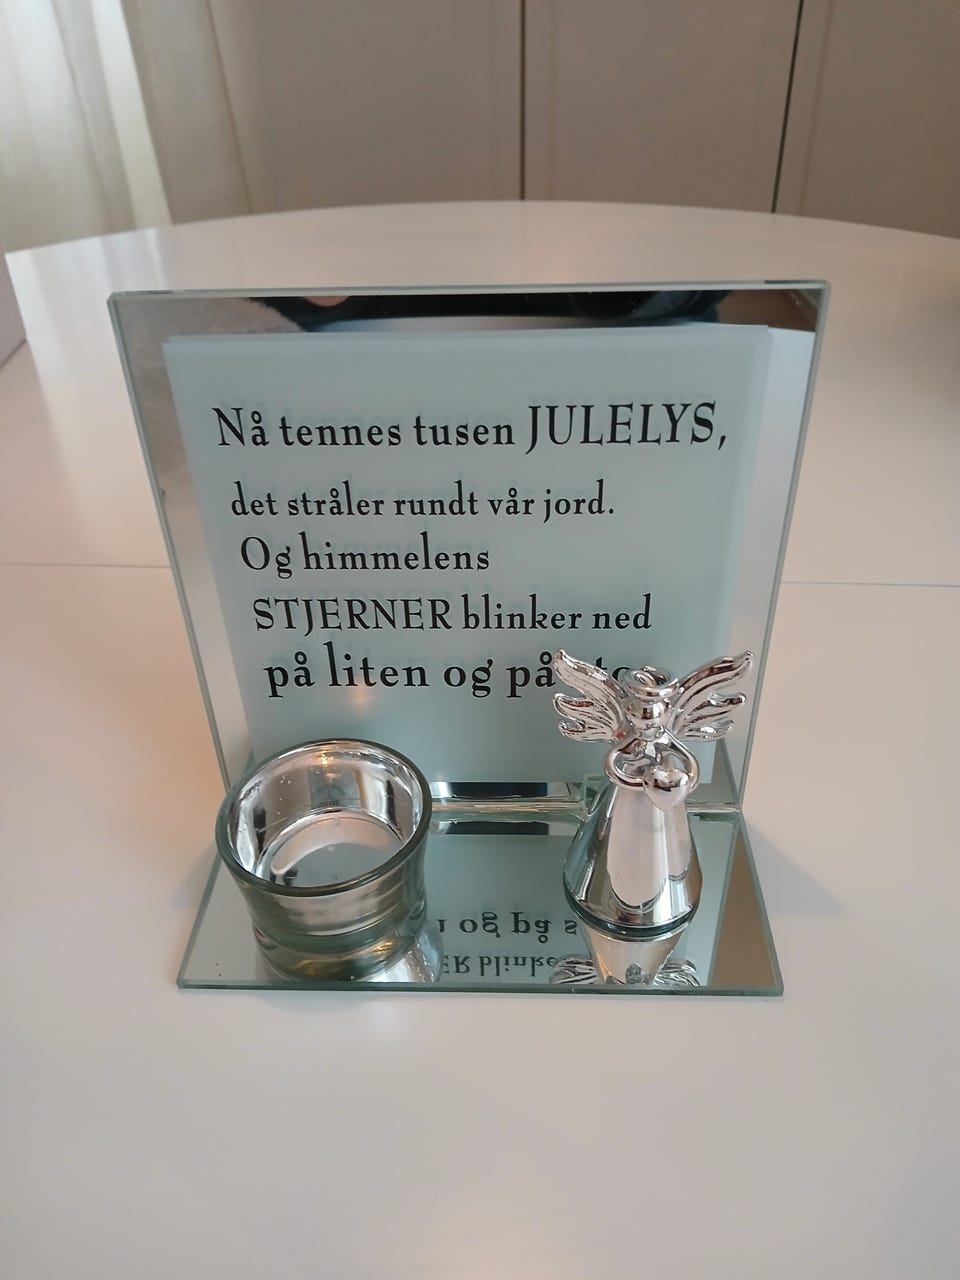 Nå tennes tusen JULELYS,
det stråler rundt vår jord.
Og himmelens
STJERNER blinker ned
på liten og på